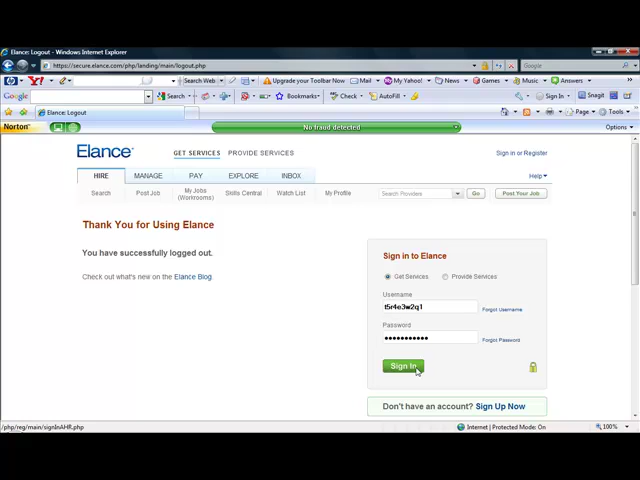 Elance: Logout - Windows Internet Explorer
https://secure.elance.com/php/landing/main/logout.php
Google
hp
Y!
Search Web
Upgrade your Toolbar Now
Mail
My Yahoo!
News
Games
Music
Answers
Google
Search
Bookmarks
Check
AutoFill
Sign In
SnagIt
Elance: Logout
Page
Tools
Norton
No fraud detected
Options
Elance
GET SERVICES
PROVIDE SERVICES
Sign in or Register
HIRE
MANAGE
PAY
EXPLORE
INBOX
Help
Search
Post Job
My Jobs
(Workrooms)
Skills Central
Watch List
My Profile
Search Providers
Go
Post Your Job
Thank You for Using Elance
You have successfully logged out.
Check out what's new on the Elance Blog.
Sign in to Elance
Get Services
Provide Services
Username
t5r4e3w2q1
Forgot Username
Password
Forgot Password
Sign In
Don't have an account? Sign Up Now
/php/reg/main/signInAHR.php
Internet | Protected Mode: On
100%